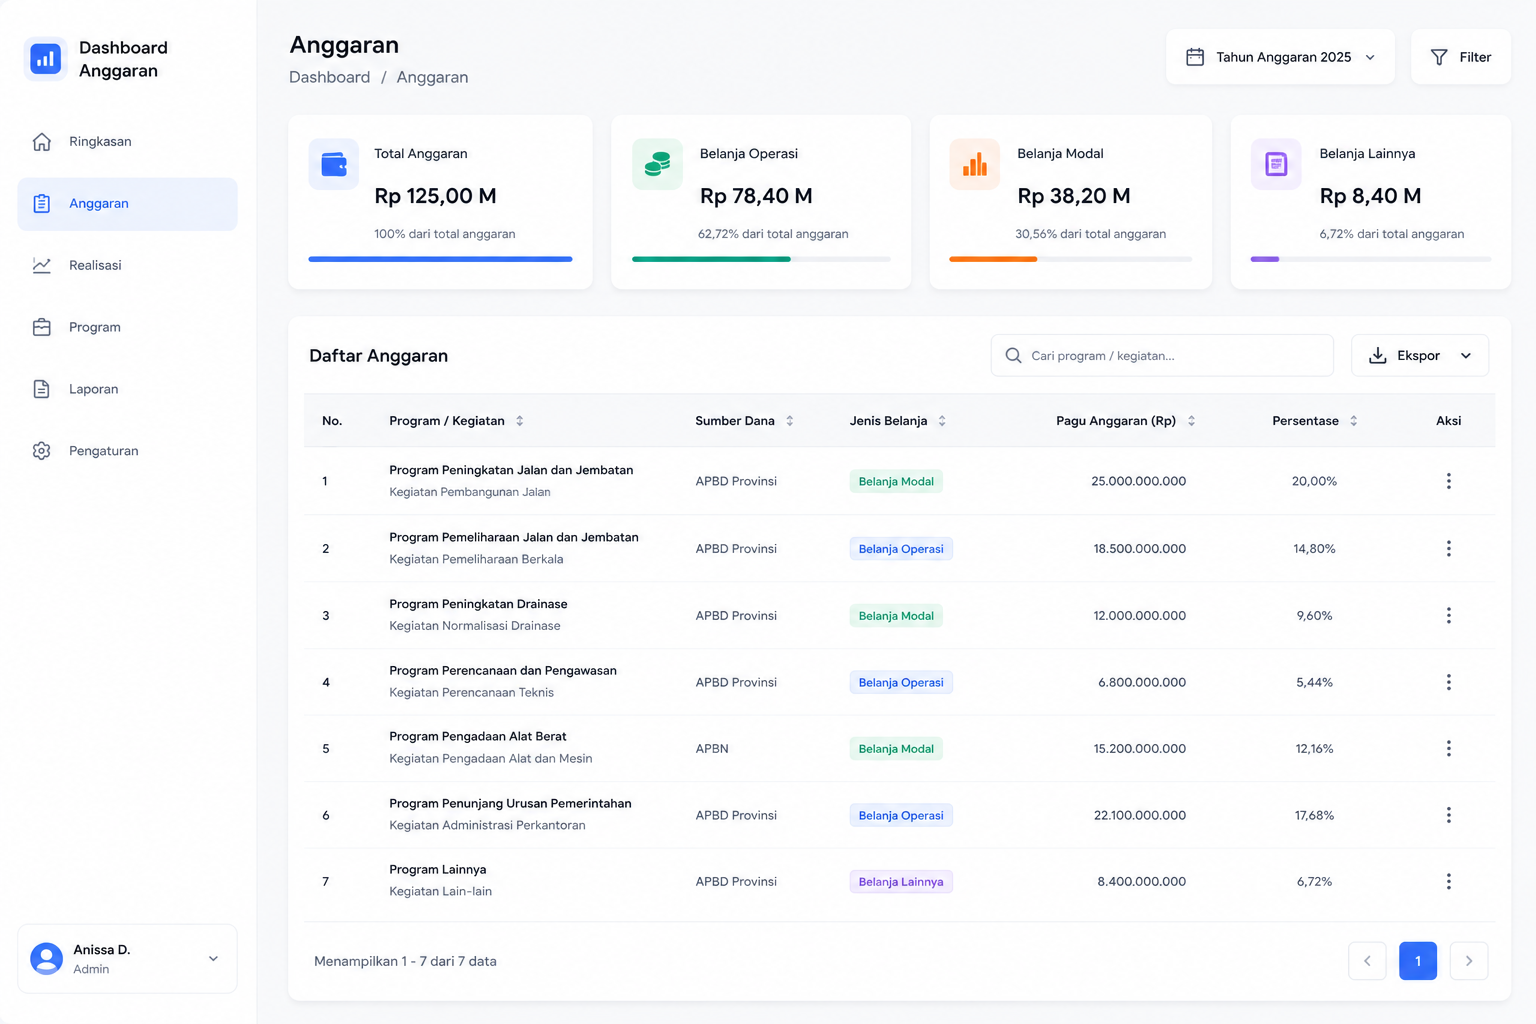 Dashboard
Anggaran
Ringkasan
Anggaran
Realisasi
Program
Laporan
Pengaturan
Anissa D.
Admin
Anggaran
Dashboard / Anggaran
Tahun Anggaran 2025
Filter
Total Anggaran
Rp 125,00 M
100% dari total anggaran
Belanja Operasi
Rp 78,40 M
62,72% dari total anggaran
Belanja Modal
Rp 38,20 M
30,56% dari total anggaran
Belanja Lainnya
Rp 8,40 M
6,72% dari total anggaran
Daftar Anggaran
Cari program / kegiatan...
Ekspor
No. Program / Kegiatan Sumber Dana Jenis Belanja Pagu Anggaran (Rp) Persentase Aksi
1 Program Peningkatan Jalan dan Jembatan APBD Provinsi Belanja Modal 25.000.000.000 20,00%
Kegiatan Pembangunan Jalan
2 Program Pemeliharaan Jalan dan Jembatan APBD Provinsi Belanja Operasi 18.500.000.000 14,80%
Kegiatan Pemeliharaan Berkala
3 Program Peningkatan Drainase APBD Provinsi Belanja Modal 12.000.000.000 9,60%
Kegiatan Normalisasi Drainase
4 Program Perencanaan dan Pengawasan APBD Provinsi Belanja Operasi 6.800.000.000 5,44%
Kegiatan Perencanaan Teknis
5 Program Pengadaan Alat Berat APBN Belanja Modal 15.200.000.000 12,16%
Kegiatan Pengadaan Alat dan Mesin
6 Program Penunjang Urusan Pemerintahan APBD Provinsi Belanja Operasi 22.100.000.000 17,68%
Kegiatan Administrasi Perkantoran
7 Program Lainnya APBD Provinsi Belanja Lainnya 8.400.000.000 6,72%
Kegiatan Lain-lain
Menampilkan 1 - 7 dari 7 data
1